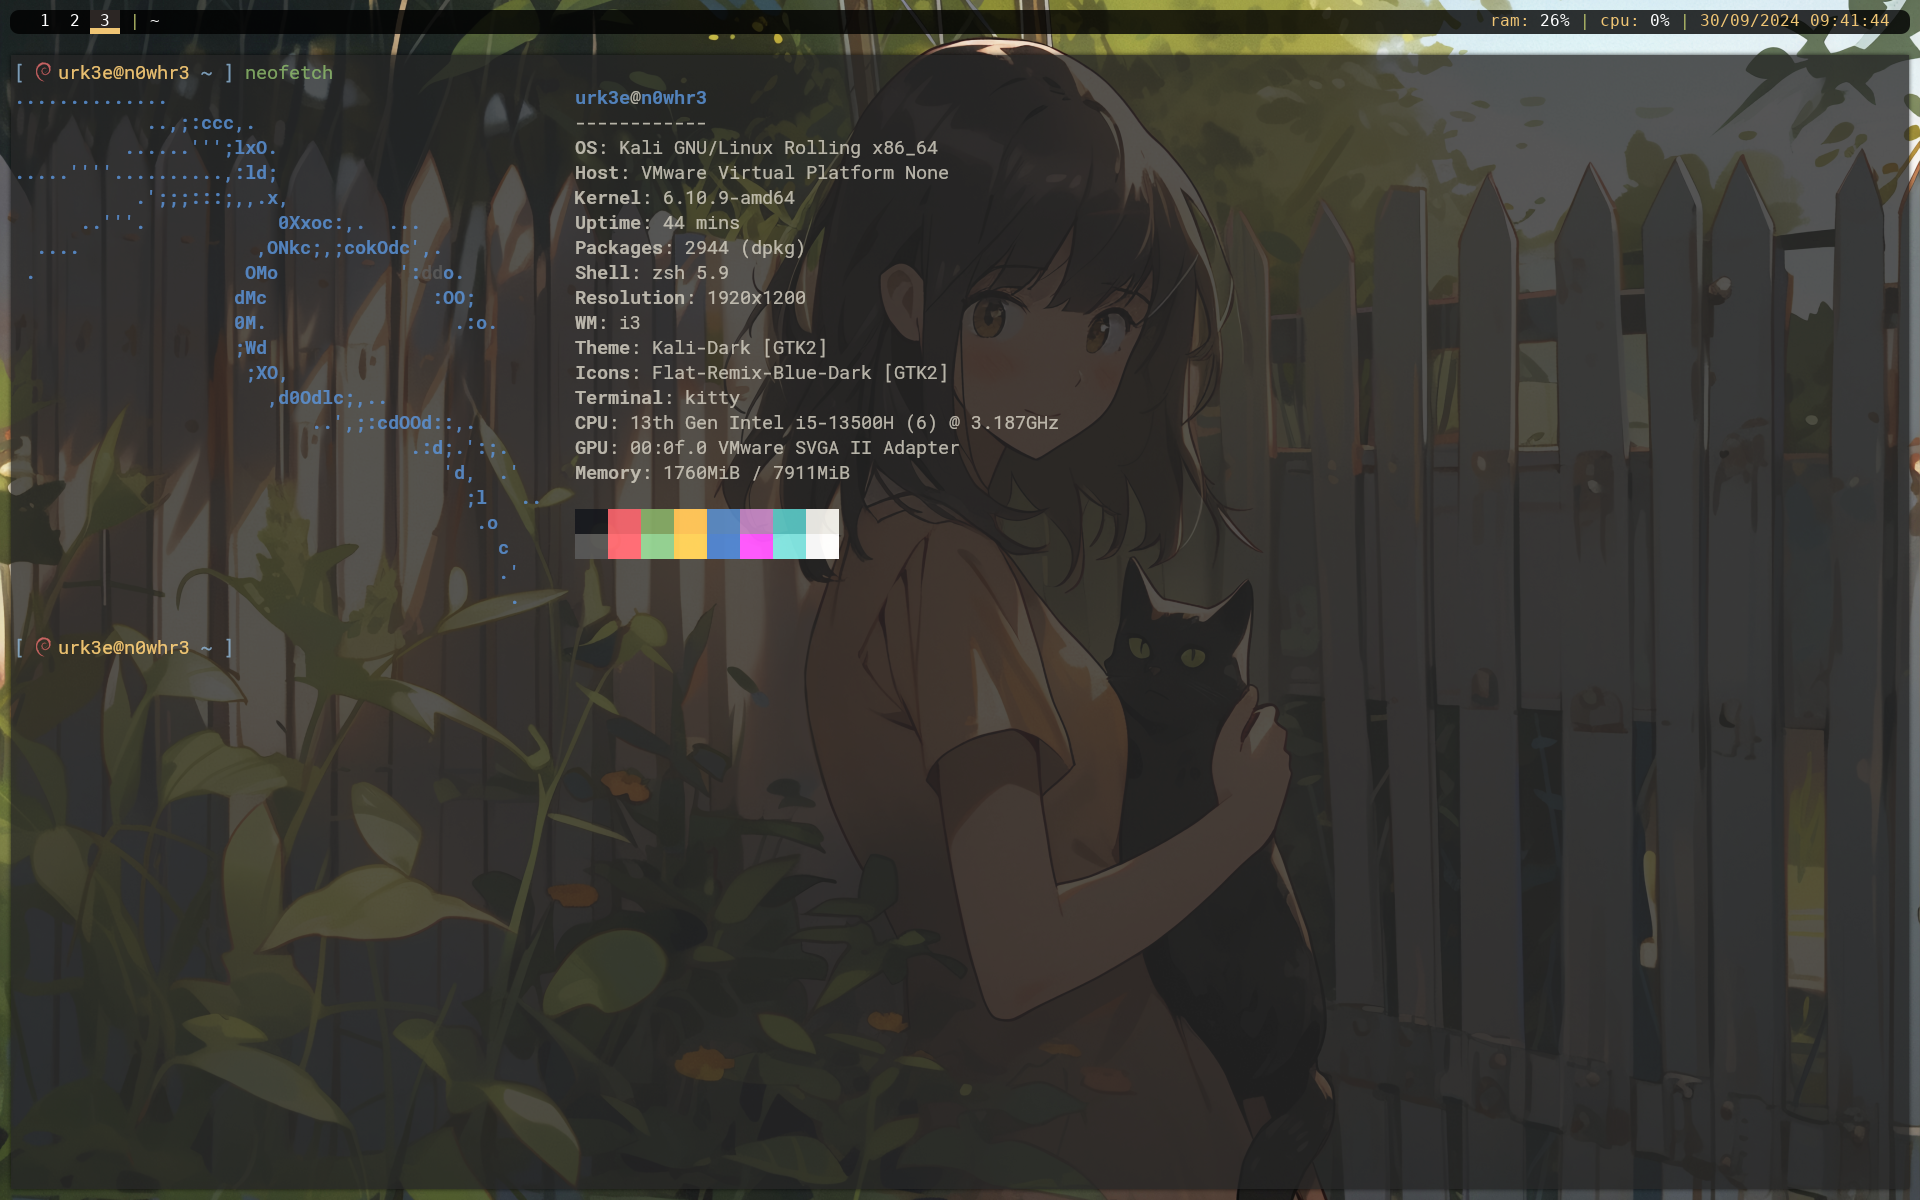 1 2 3 | ~ ram: 26% | cpu: 0% | 30/09/2024 09:41:44
[ urk3e@n0whr3 ~ ] neofetch
..............
..,;:ccc,.
......''';lxO.
.....''''..........,:ld;
.';;;:::;,,.x,
..'''. 0Xxoc:,. ...
.... ,ONkc;,;cokOdc',.
. OMo ':ddo.
dMc :OO;
0M. .:o.
;Wd
;XO,
,d0Odlc;,..
..',;:cdOOd::,.
.:d;.':;.
'd, .'
;l ..
.o
c
.'
.
urk3e@n0whr3
------------
OS: Kali GNU/Linux Rolling x86_64
Host: VMware Virtual Platform None
Kernel: 6.10.9-amd64
Uptime: 44 mins
Packages: 2944 (dpkg)
Shell: zsh 5.9
Resolution: 1920x1200
WM: i3
Theme: Kali-Dark [GTK2]
Icons: Flat-Remix-Blue-Dark [GTK2]
Terminal: kitty
CPU: 13th Gen Intel i5-13500H (6) @ 3.187GHz
GPU: 00:0f.0 VMware SVGA II Adapter
Memory: 1760MiB / 7911MiB
[ urk3e@n0whr3 ~ ]